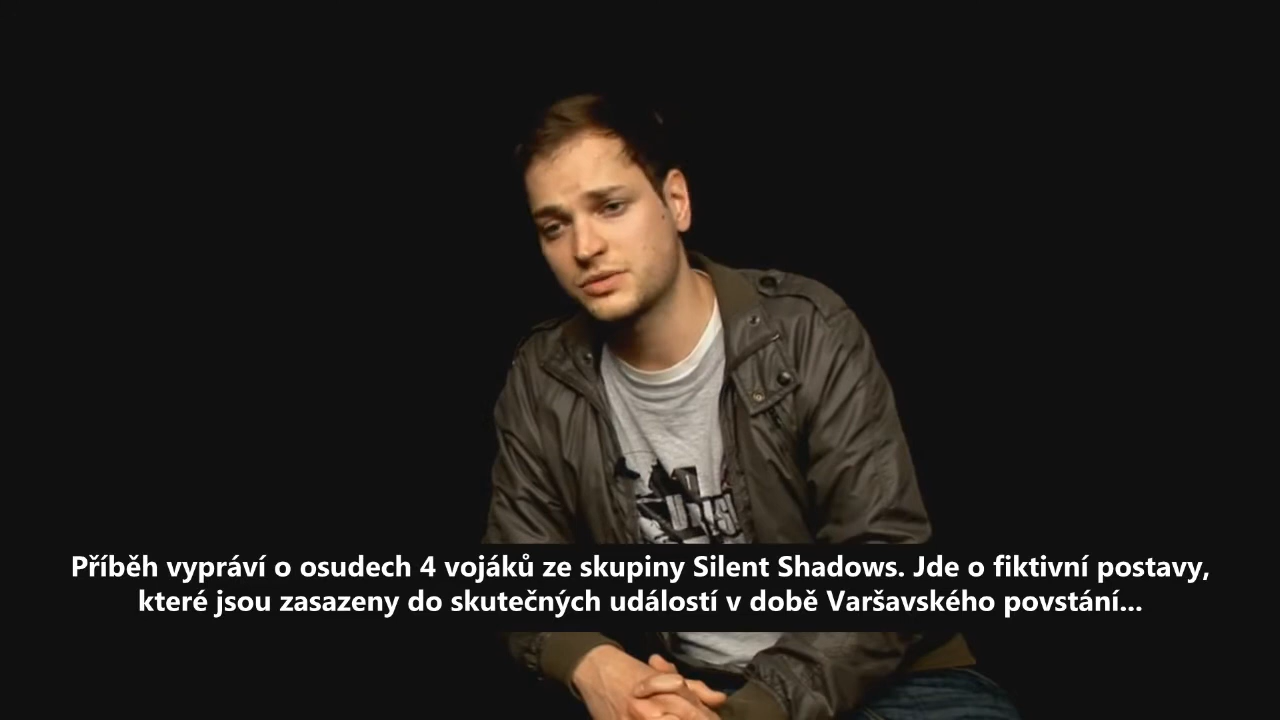 Příběh vypráví o osudech 4 vojáků ze skupiny Silent Shadows. Jde o fiktivní postavy,
které jsou zasazeny do skutečných událostí v době Varšavského povstání...